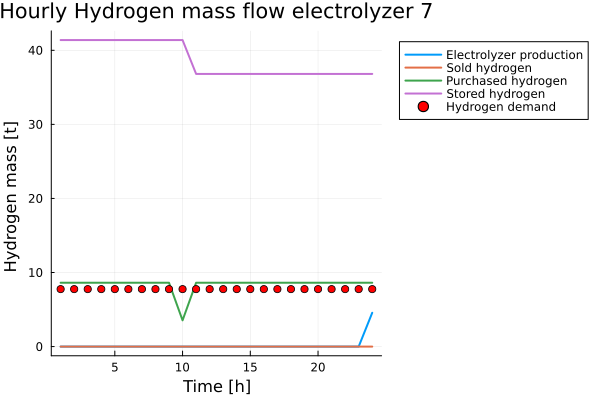 Hourly Hydrogen mass flow electrolyzer 7
Electrolyzer production
Sold hydrogen
Purchased hydrogen
Stored hydrogen
Hydrogen demand
Hydrogen mass [t]
40
30
20
10
0
5 10 15 20
Time [h]